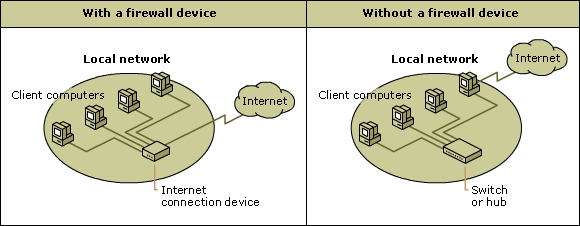 With a firewall device
Local network
Client computers
Internet
Internet
connection device
Without a firewall device
Local network
Internet
Client computers
Switch
or hub